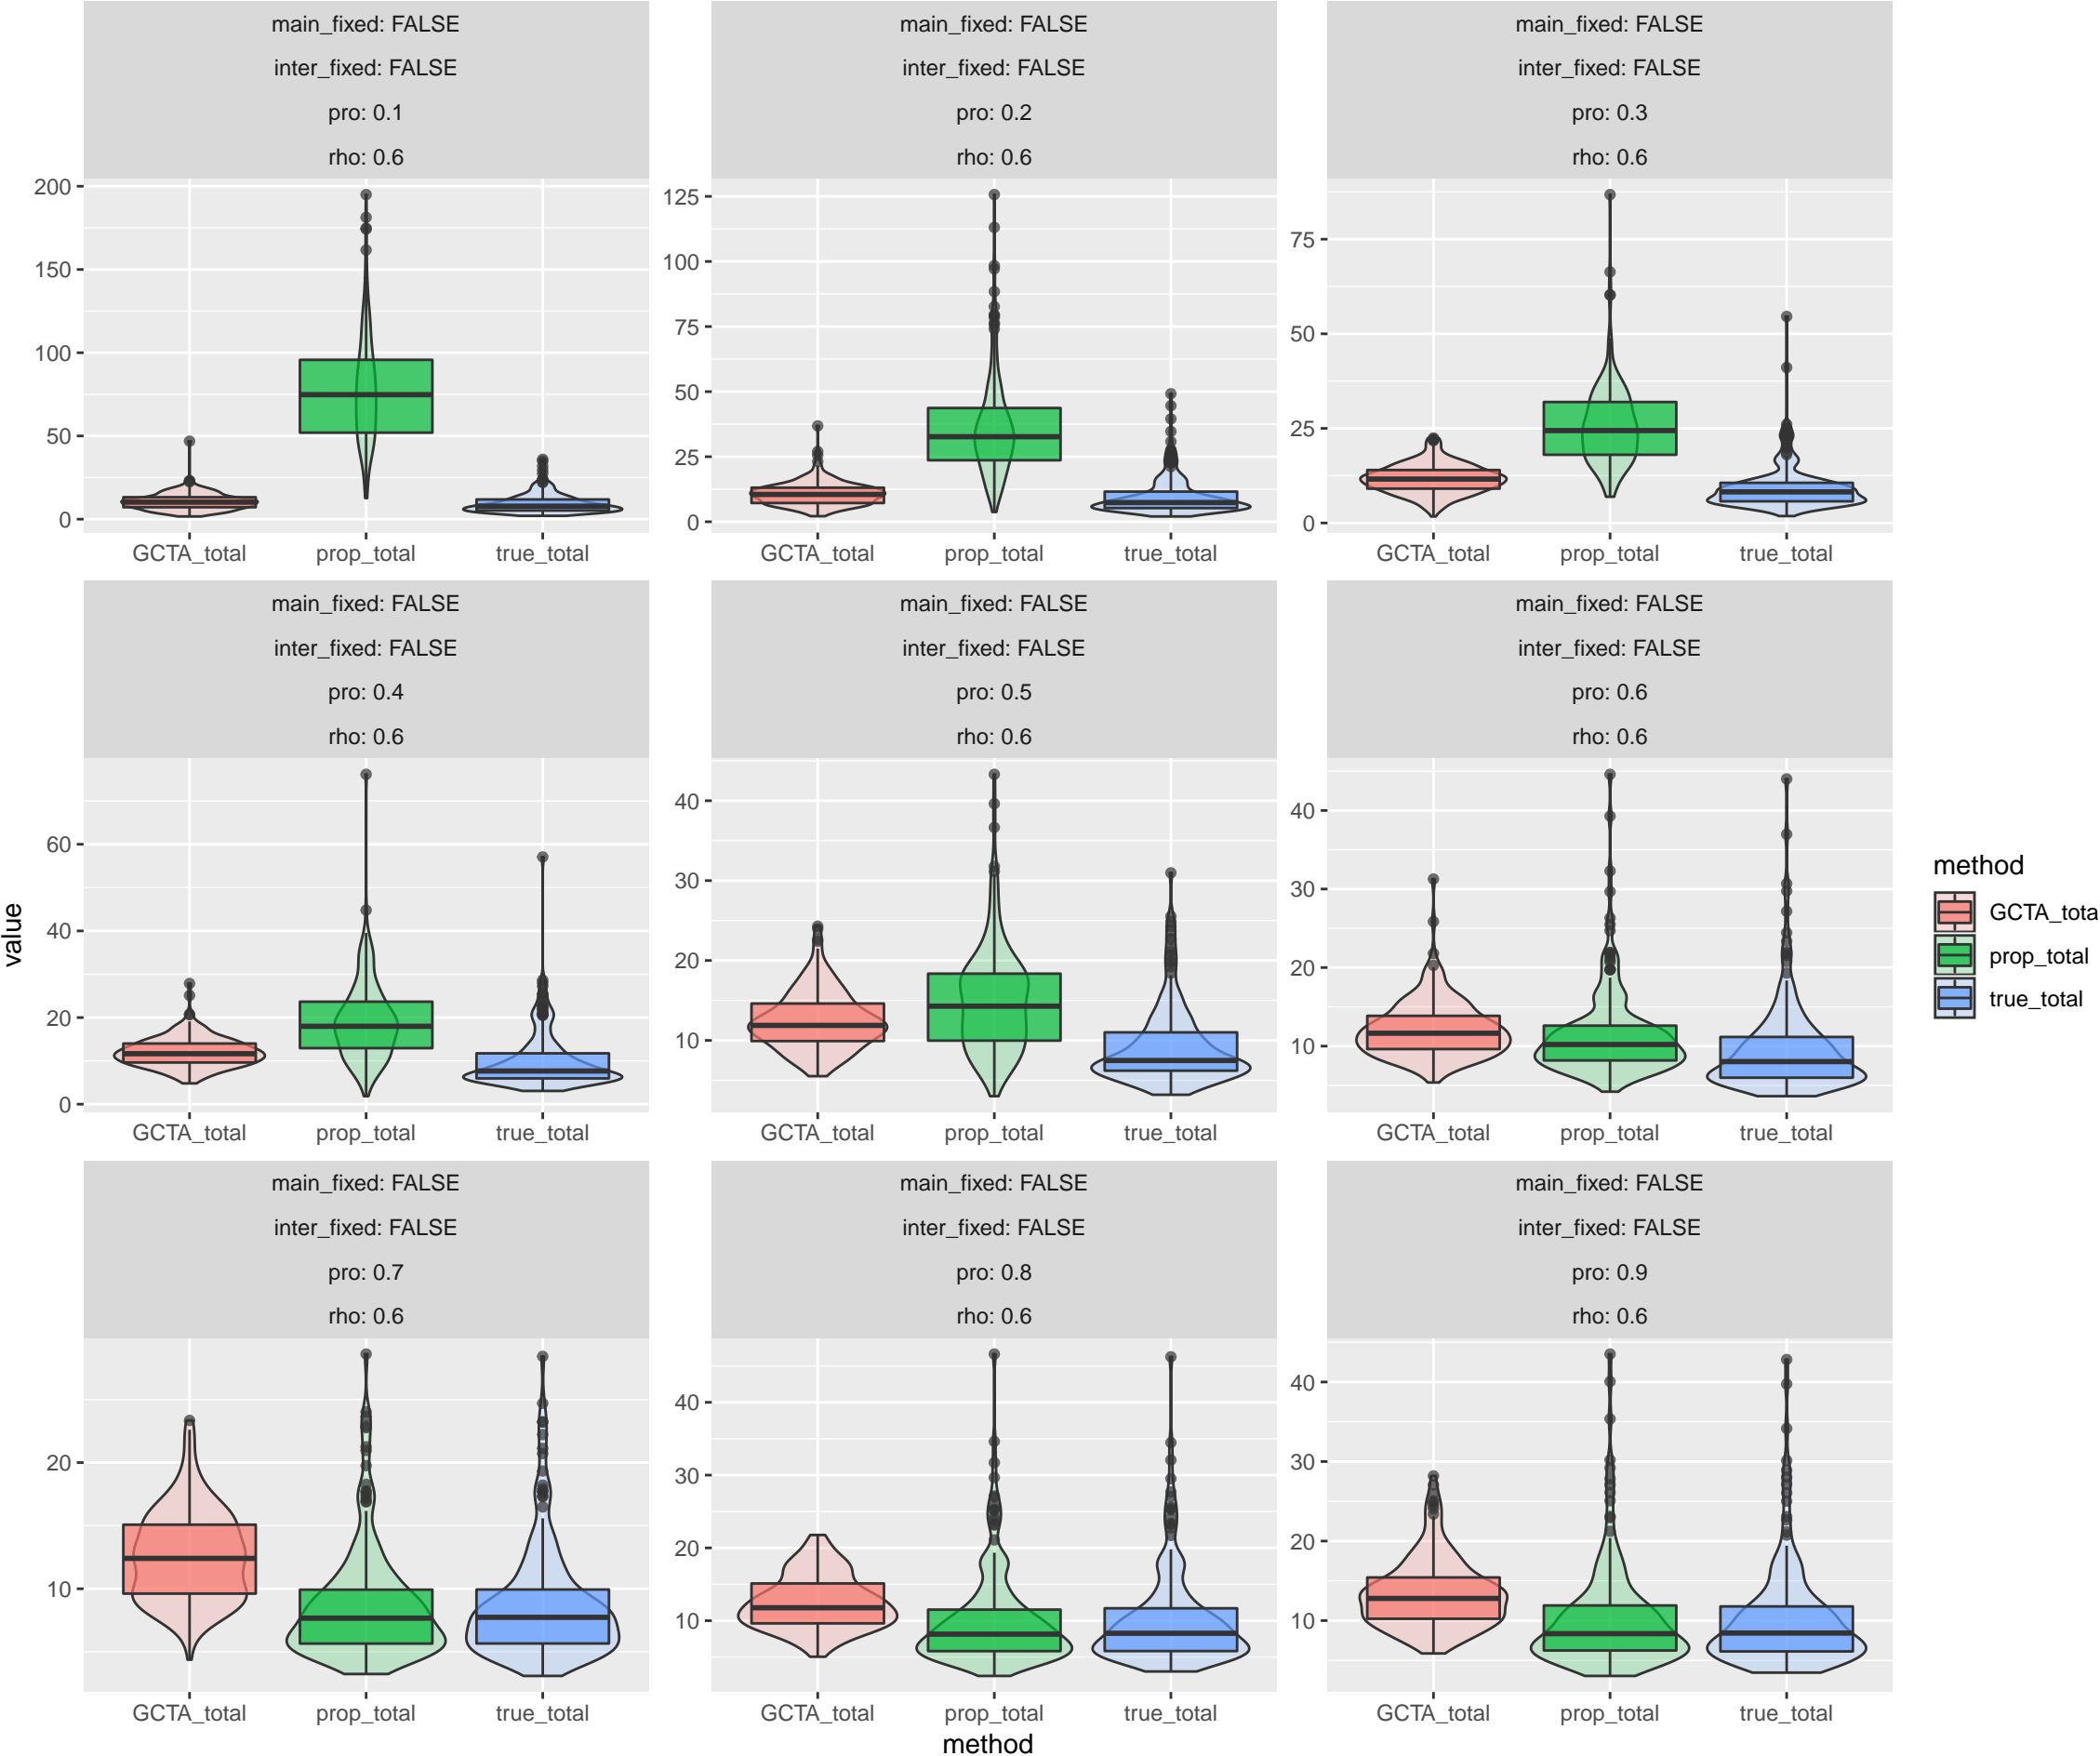 main_fixed: FALSE
inter_fixed: FALSE
pro: 0.1
rho: 0.6
200
150
100
50
0
GCTA_total prop_total true_total
main_fixed: FALSE
inter_fixed: FALSE
pro: 0.2
rho: 0.6
125
100
75
50
25
0
GCTA_total prop_total true_total
main_fixed: FALSE
inter_fixed: FALSE
pro: 0.3
rho: 0.6
75
50
25
0
GCTA_total prop_total true_total
main_fixed: FALSE
inter_fixed: FALSE
pro: 0.4
rho: 0.6
60
40
20
0
GCTA_total prop_total true_total
main_fixed: FALSE
inter_fixed: FALSE
pro: 0.5
rho: 0.6
40
30
20
10
GCTA_total prop_total true_total
main_fixed: FALSE
inter_fixed: FALSE
pro: 0.6
rho: 0.6
40
30
20
10
GCTA_total prop_total true_total
main_fixed: FALSE
inter_fixed: FALSE
pro: 0.7
rho: 0.6
20
10
GCTA_total prop_total true_total
main_fixed: FALSE
inter_fixed: FALSE
pro: 0.8
rho: 0.6
40
30
20
10
GCTA_total prop_total true_total
main_fixed: FALSE
inter_fixed: FALSE
pro: 0.9
rho: 0.6
40
30
20
10
GCTA_total prop_total true_total
value
method
method
GCTA_tota
prop_total
true_total